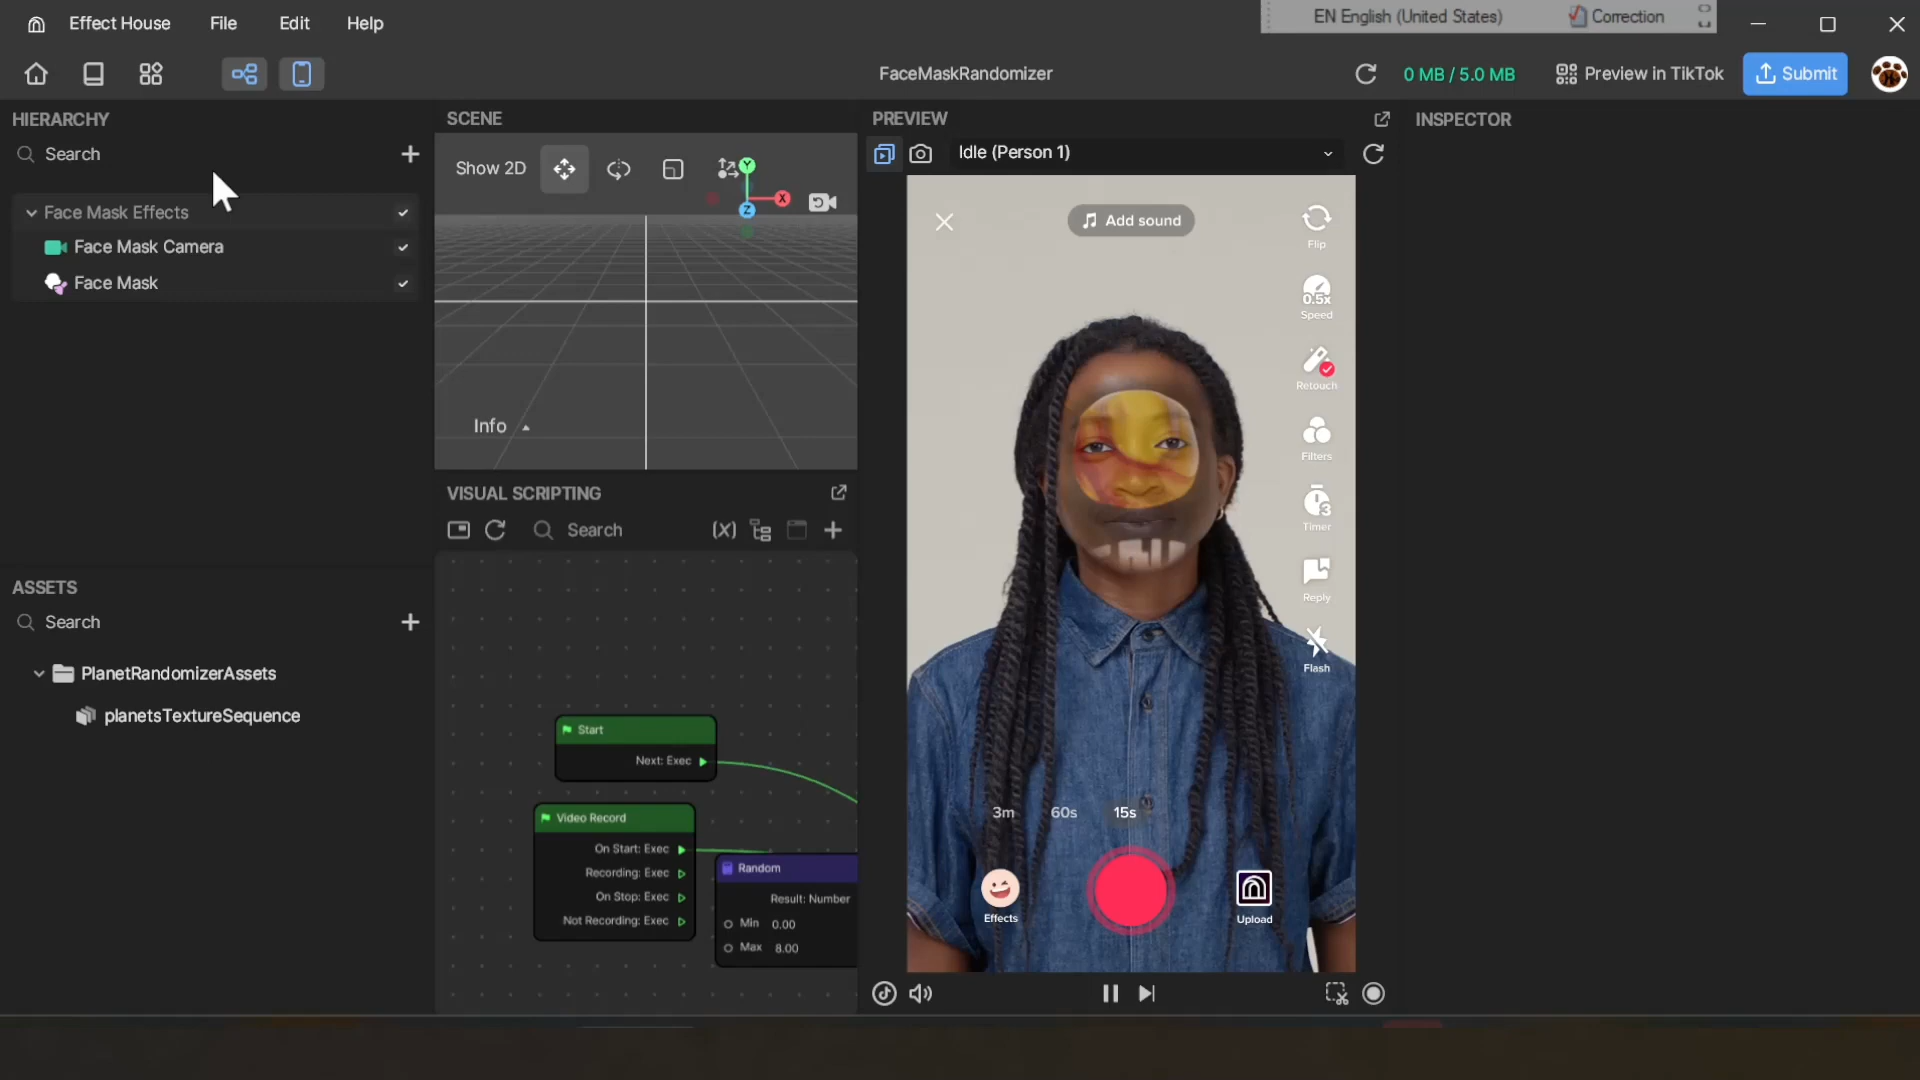 Effect House File Edit Help
EN English (United States) Correction
FaceMaskRandomizer
0 MB / 5.0 MB
Preview in TikTok
Submit
HIERARCHY
Search
Face Mask Effects
Face Mask Camera
Face Mask
ASSETS
Search
PlanetRandomizerAssets
planetsTextureSequence
SCENE
Show 2D
Y
X
Z
Info
VISUAL SCRIPTING
Search
(X)
Start
Next: Exec
Video Record
On Start: Exec
Recording: Exec
On Stop: Exec
Not Recording: Exec
Random
Result: Number
Min 0.00
Max 8.00
PREVIEW
Idle (Person 1)
Add sound
Flip
0.5x
Speed
Retouch
Filters
3
Timer
Reply
Flash
3m 60s 15s
Effects
Upload
INSPECTOR